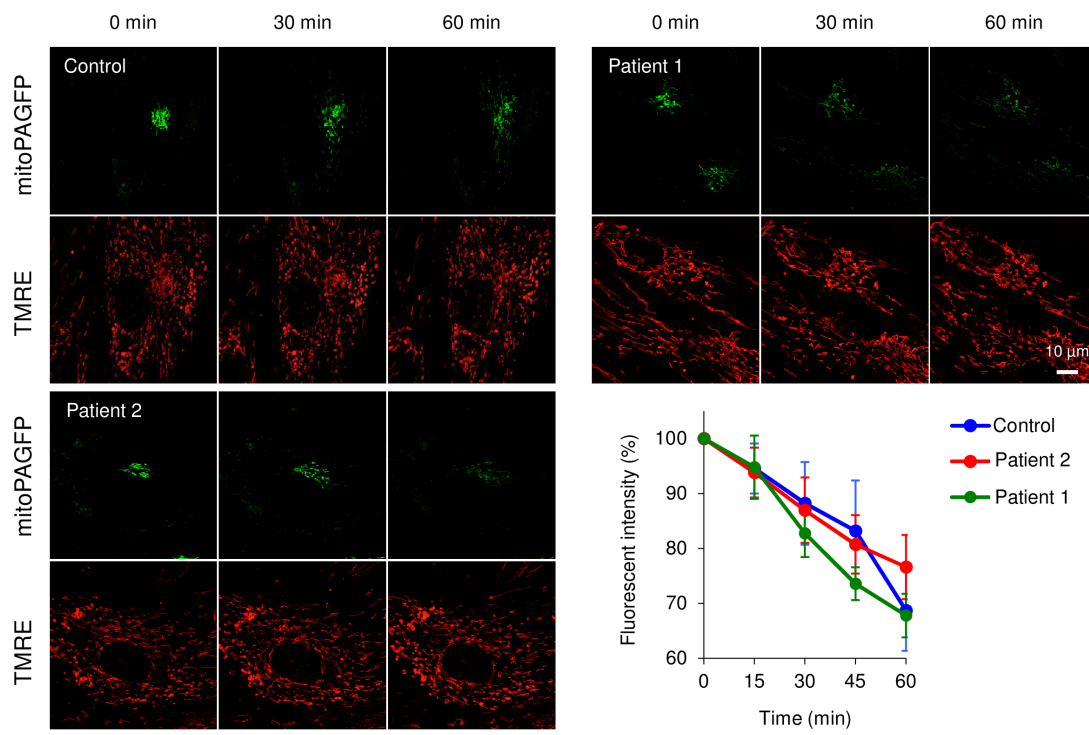 0 min 30 min 60 min
0 min 30 min 60 min
mitoPAGFP
Control
Patient 1
TMRE
10 µm
mitoPAGFP
Patient 2
TMRE
Fluorescent intensity (%)
100
90
80
70
60
0 15 30 45 60
Time (min)
Control
Patient 2
Patient 1